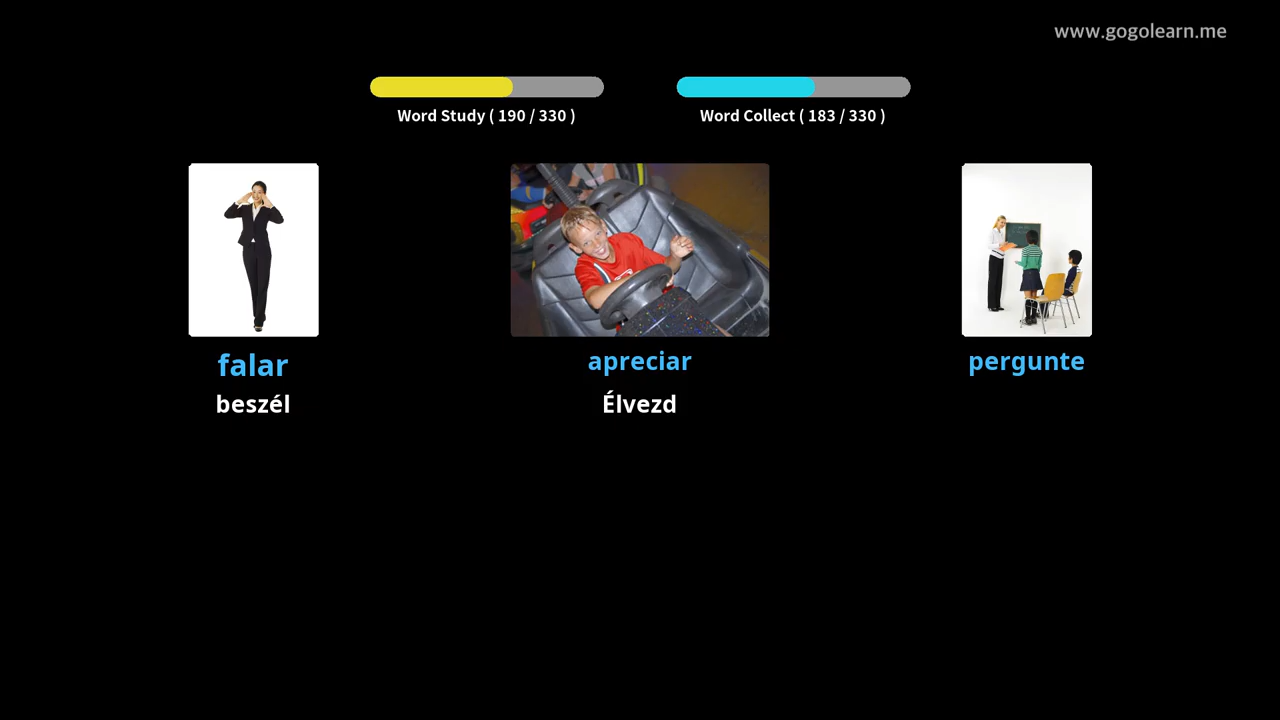 www.gogolearn.me
Word Study ( 190 / 330 )
Word Collect ( 183 / 330 )
falar
beszél
apreciar
Élvezd
pergunte